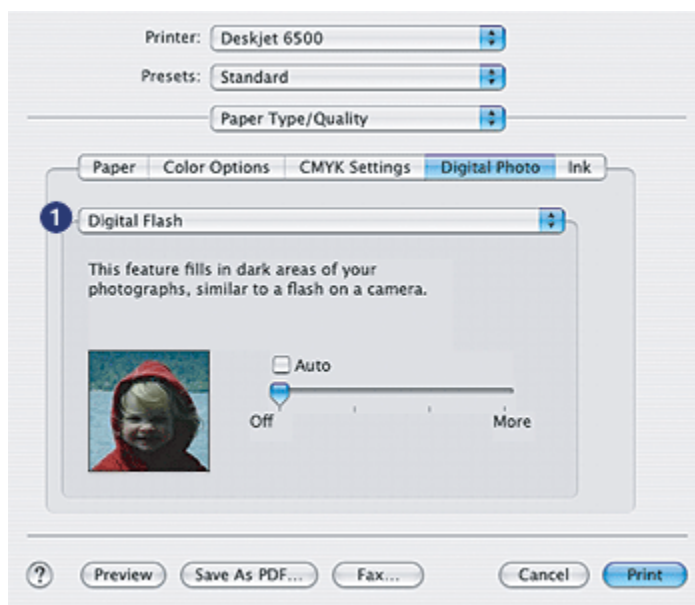 Printer: Deskjet 6500
Presets: Standard
Paper Type/Quality
Paper Color Options CMYK Settings Digital Photo Ink
1 Digital Flash
This feature fills in dark areas of your
photographs, similar to a flash on a camera.
Auto
Off More
? Preview Save As PDF... Fax... Cancel Print